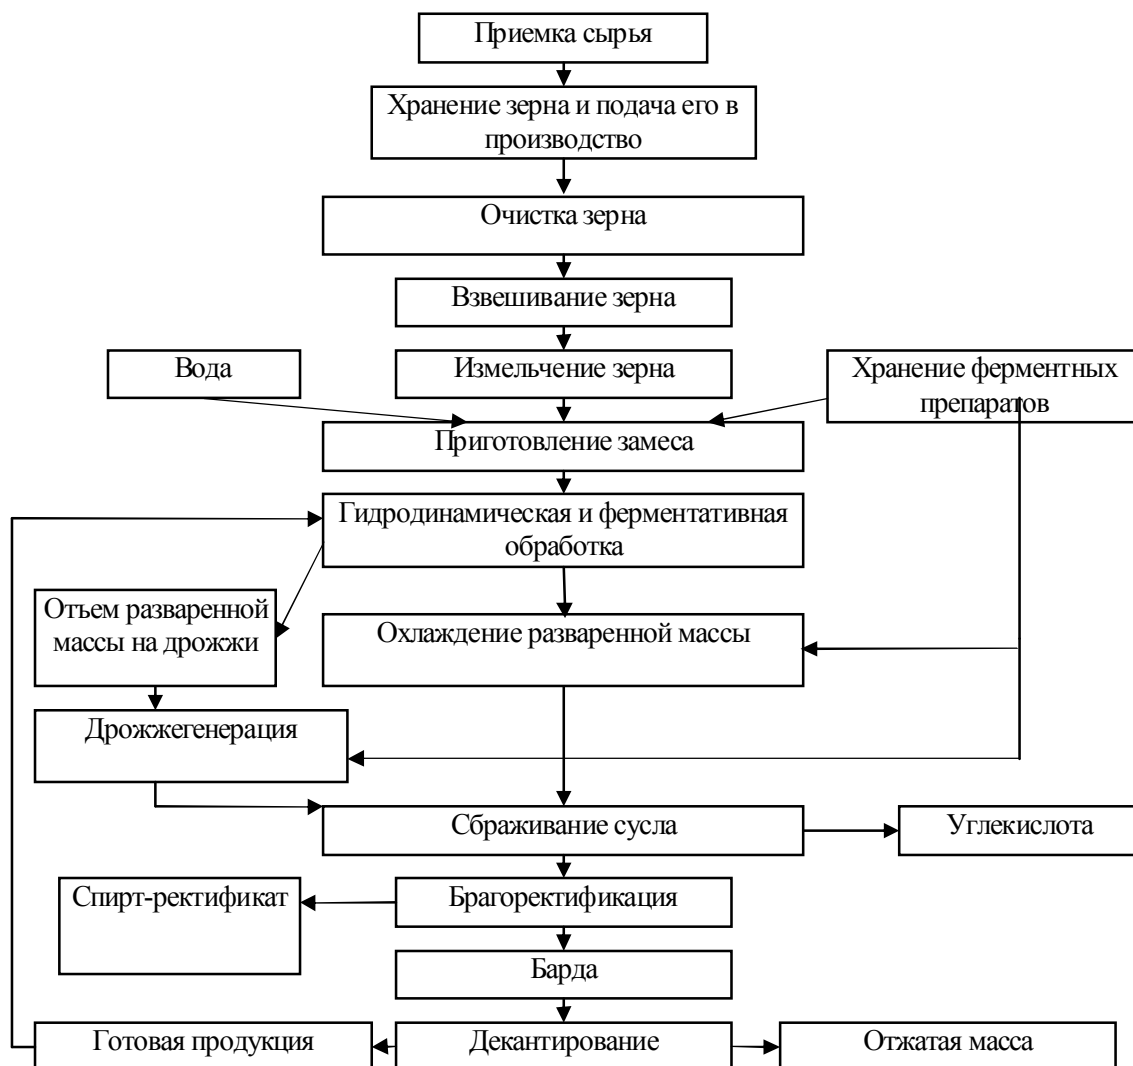 Приемка сырья
Хранение зерна и подача его в
производство
Очистка зерна
Взвешивание зерна
Вода
Измельчение зерна
Хранение ферментных
препаратов
Приготовление замеса
Гидродинамическая и ферментативная
обработка
Отъем разваренной
массы на дрожжи
Охлаждение разваренной массы
Дрожжегенерация
Сбраживание сусла
Углекислота
Спирт-ректификат
Брагоректификация
Барда
Готовая продукция
Декантирование
Отжатая масса